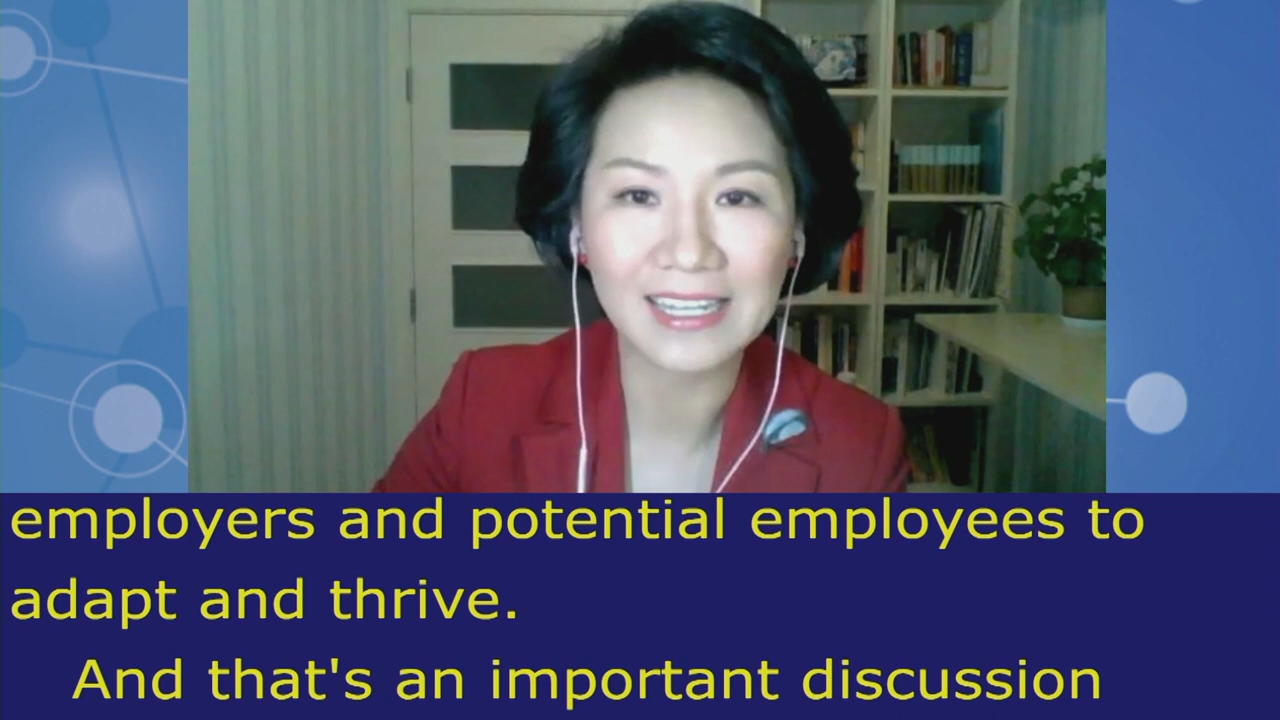 employers and potential employees to
adapt and thrive.
And that's an important discussion